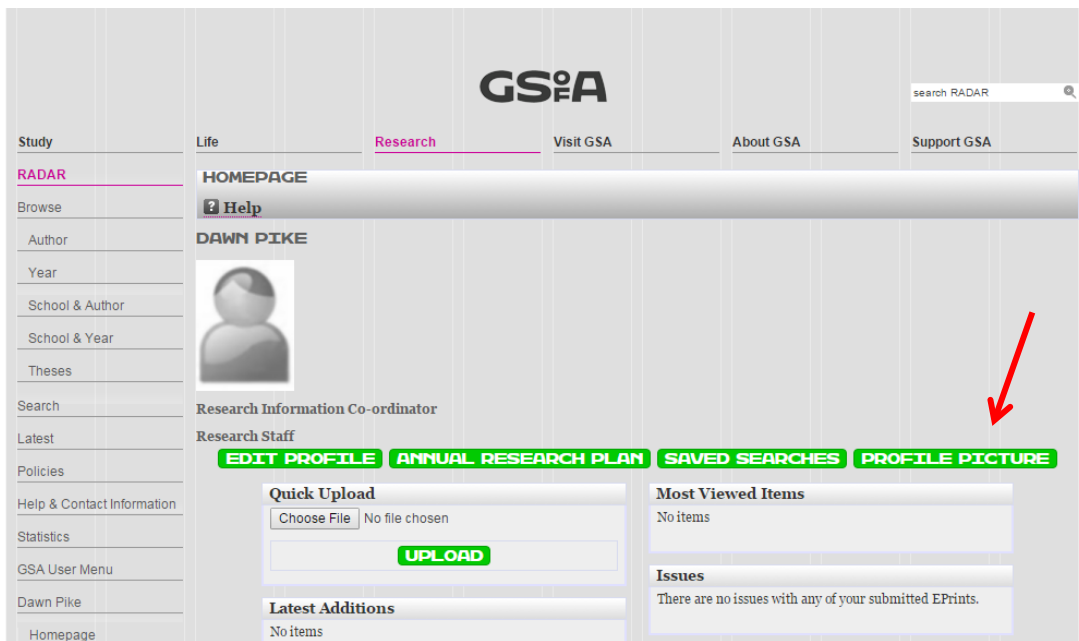 GSOFA
search RADAR
Study Life Research Visit GSA About GSA Support GSA
RADAR
Browse
Author
Year
School & Author
School & Year
Theses
Search
Latest
Policies
Help & Contact Information
Statistics
GSA User Menu
Dawn Pike
Homepage
HOMEPAGE
? Help
DAWN PIKE
Research Information Co-ordinator
Research Staff
EDIT PROFILE ANNUAL RESEARCH PLAN SAVED SEARCHES PROFILE PICTURE
Quick Upload
Choose File No file chosen
UPLOAD
Latest Additions
No items
Most Viewed Items
No items
Issues
There are no issues with any of your submitted EPrints.